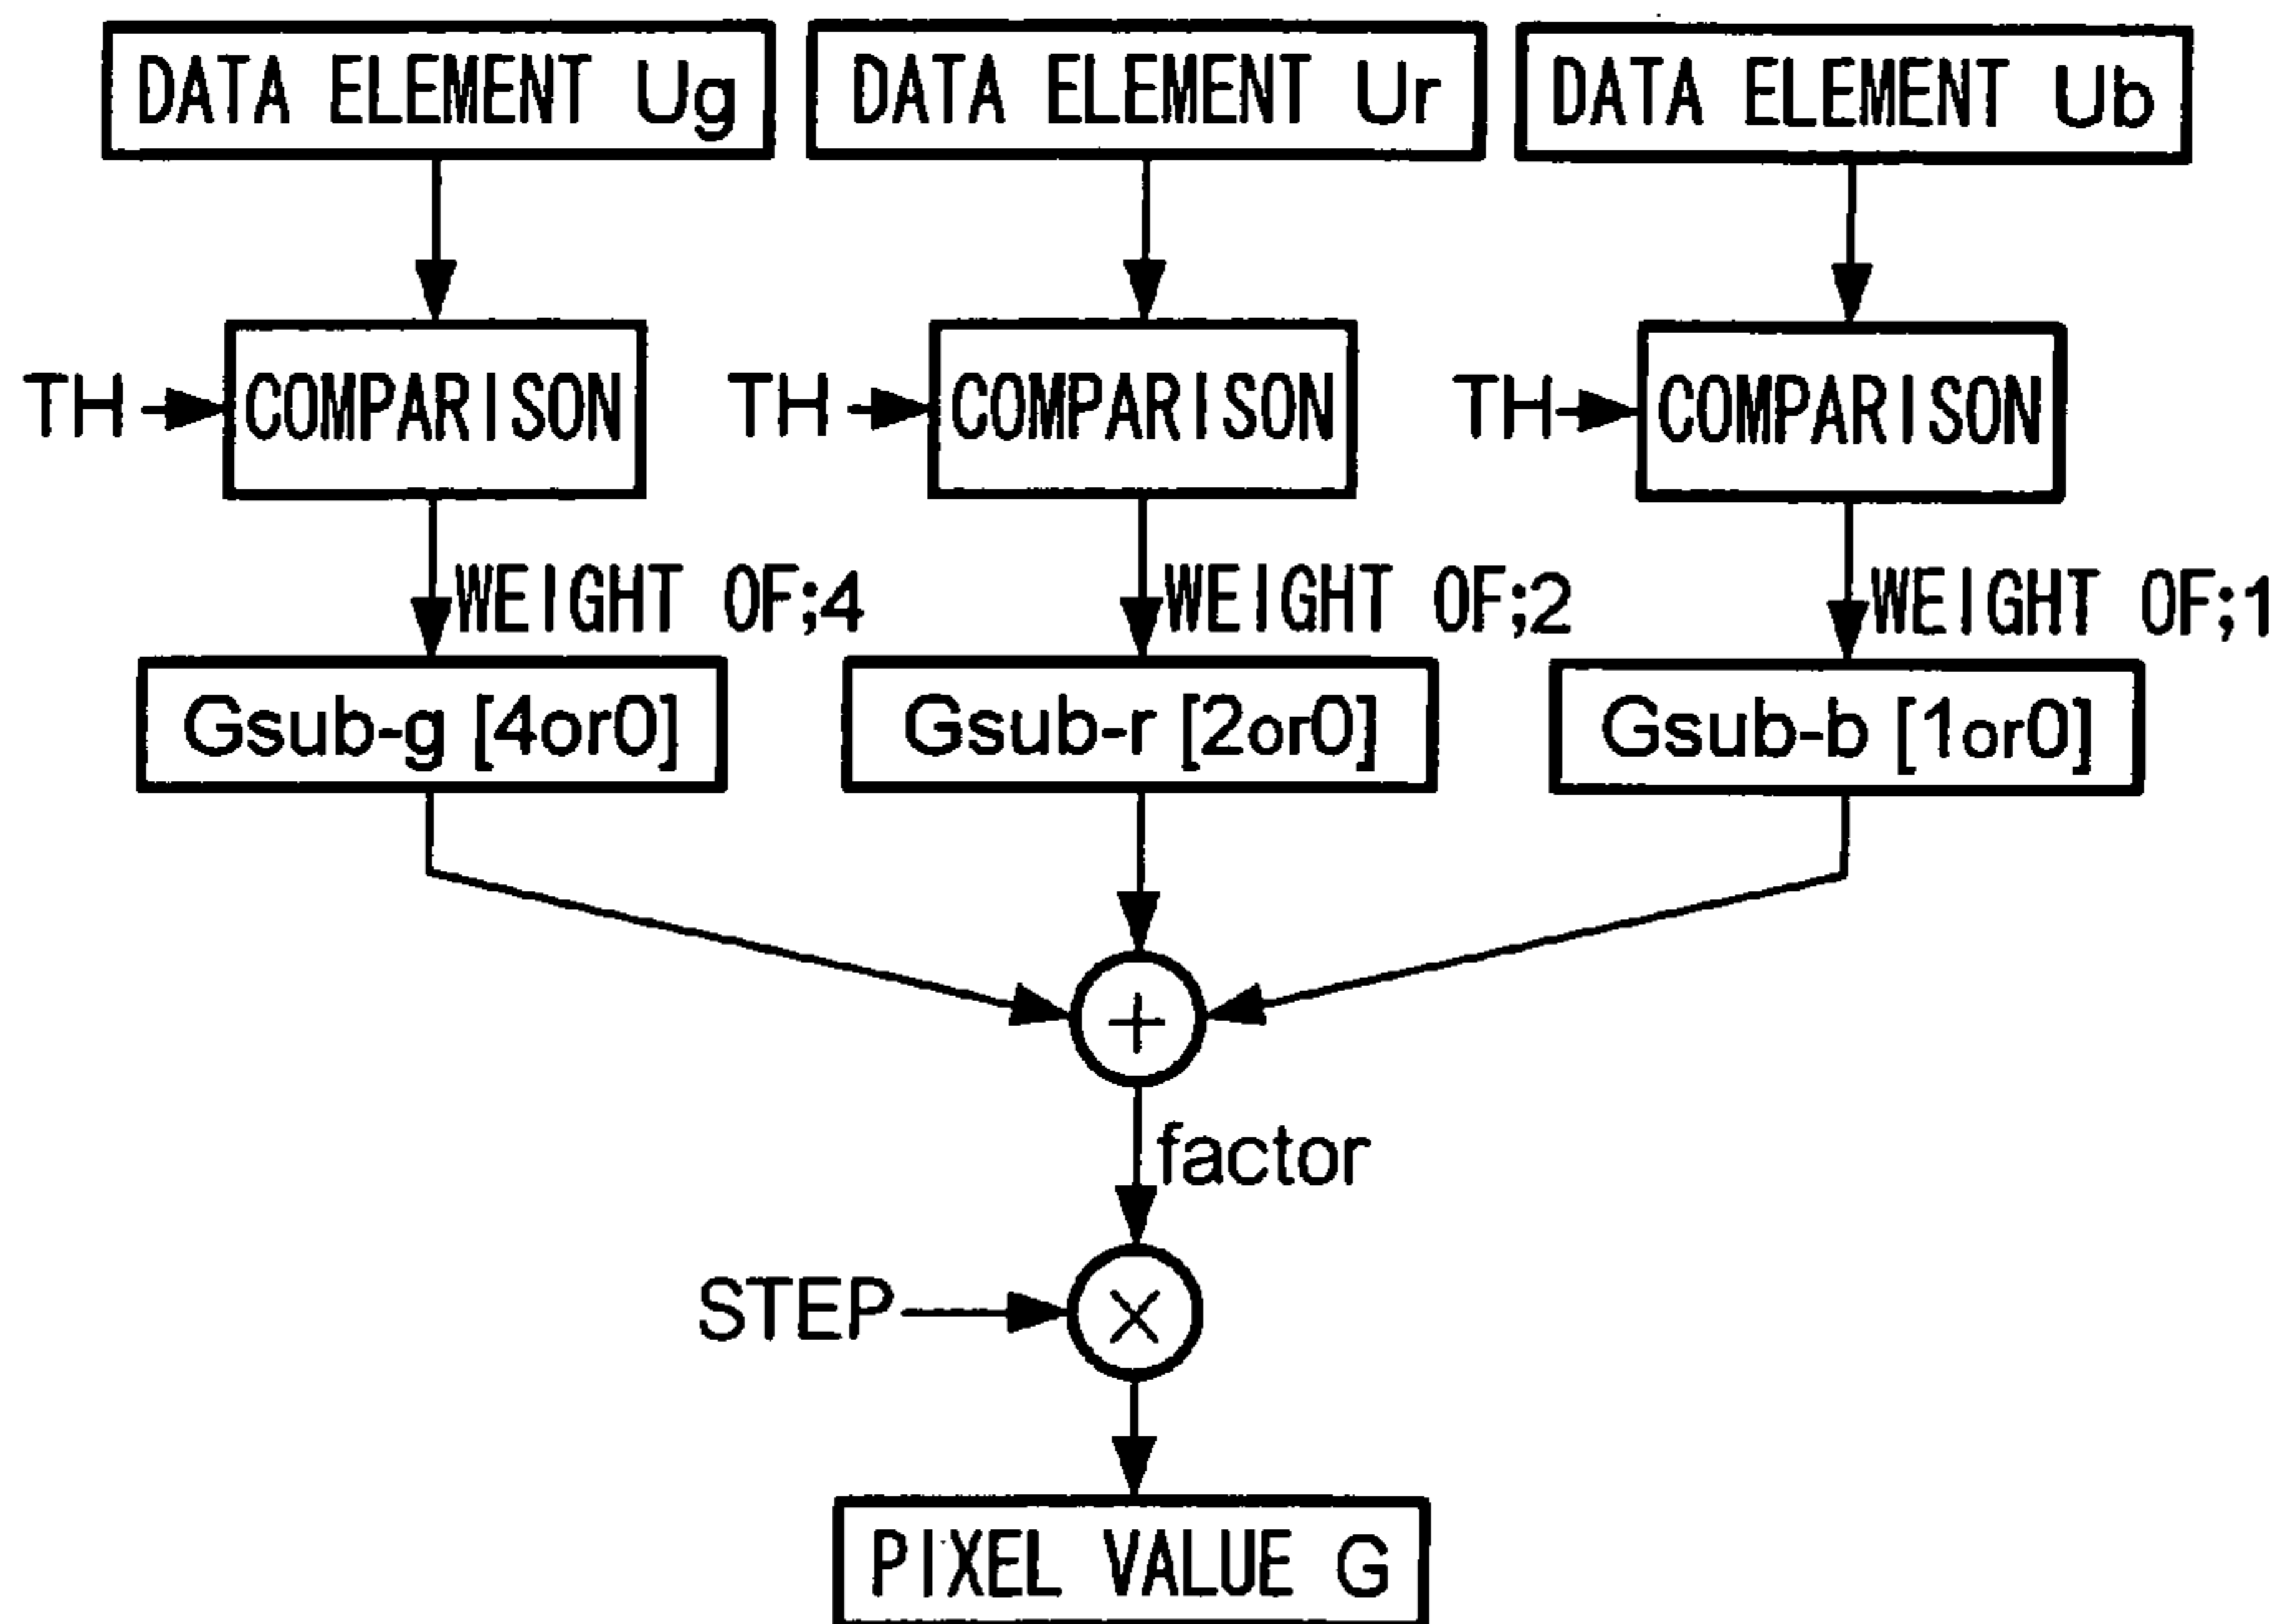 DATA ELEMENT Ug DATA ELEMENT Ur DATA ELEMENT Ub
TH COMPARISON TH COMPARISON TH COMPARISON
WEIGHT OF;4 WEIGHT OF;2 WEIGHT OF;1
Gsub-g [4or0] Gsub-r [2or0] Gsub-b [1or0]
+
factor
STEP ×
PIXEL VALUE G